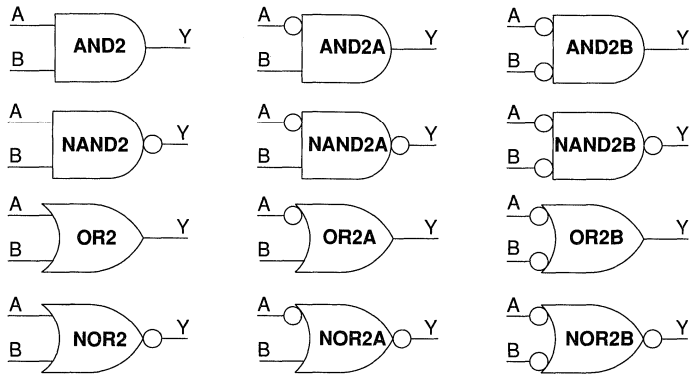 A A A
AND2 Y AND2A Y AND2B Y
B B B
A A A
NAND2 Y NAND2A Y NAND2B Y
B B B
A A A
OR2 Y OR2A Y OR2B Y
B B B
A A A
NOR2 Y NOR2A Y NOR2B Y
B B B